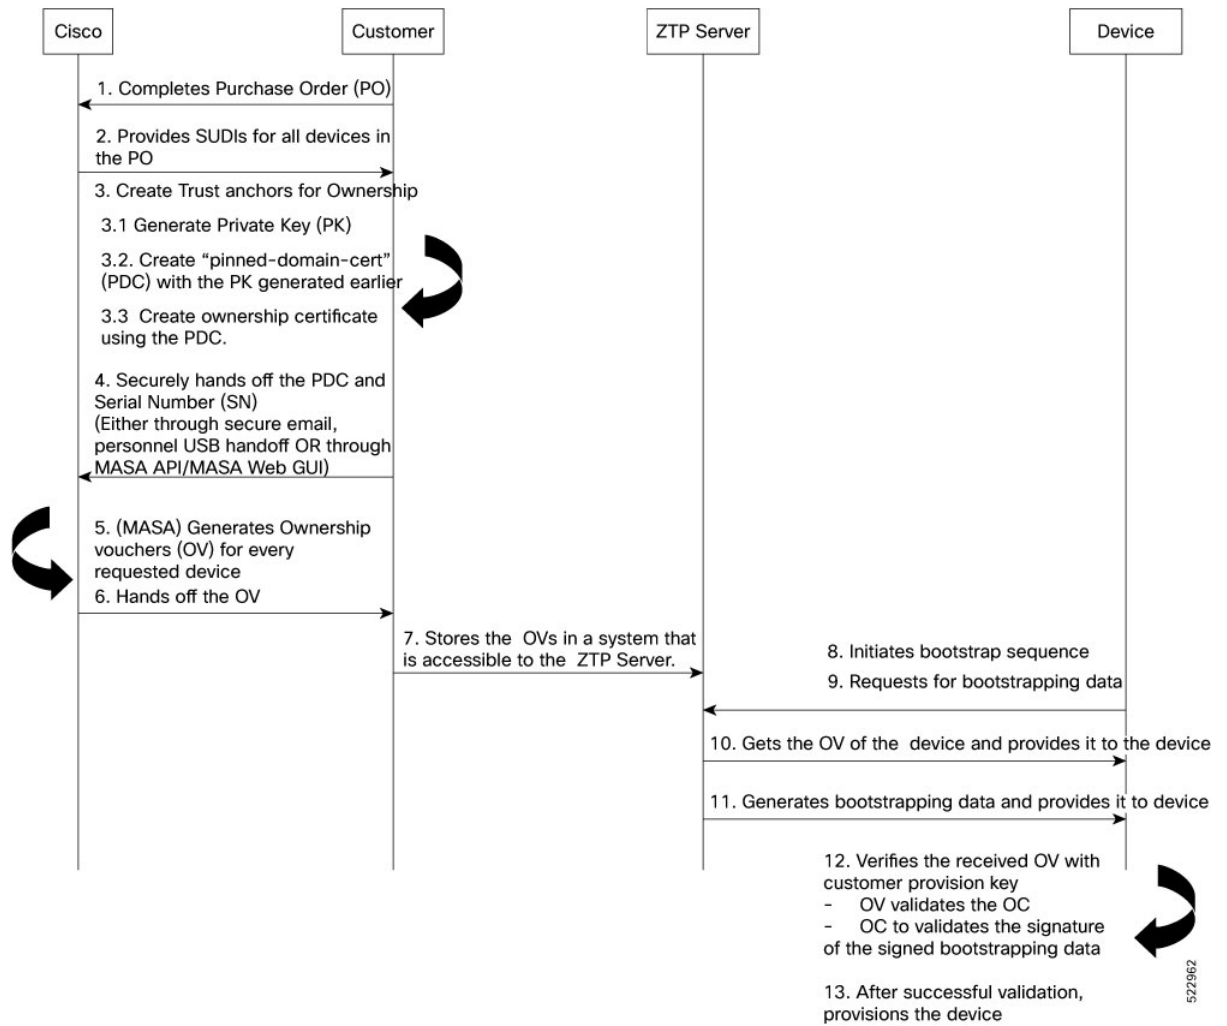 Cisco
Customer
ZTP Server
Device
1. Completes Purchase Order (PO)
2. Provides SUDIs for all devices in
the PO
3. Create Trust anchors for Ownership
3.1 Generate Private Key (PK)
3.2. Create “pinned-domain-cert”
(PDC) with the PK generated earlier
3.3 Create ownership certificate
using the PDC.
4. Securely hands off the PDC and
Serial Number (SN)
(Either through secure email,
personnel USB handoff OR through
MASA API/MASA Web GUI)
5. (MASA) Generates Ownership
vouchers (OV) for every
requested device
6. Hands off the OV
7. Stores the OVs in a system that
is accessible to the ZTP Server.
8. Initiates bootstrap sequence
9. Requests for bootstrapping data
10. Gets the OV of the device and provides it to the device
11. Generates bootstrapping data and provides it to device
12. Verifies the received OV with
customer provision key
- OV validates the OC
- OC to validates the signature
of the signed bootstrapping data
13. After successful validation,
provisions the device
522962